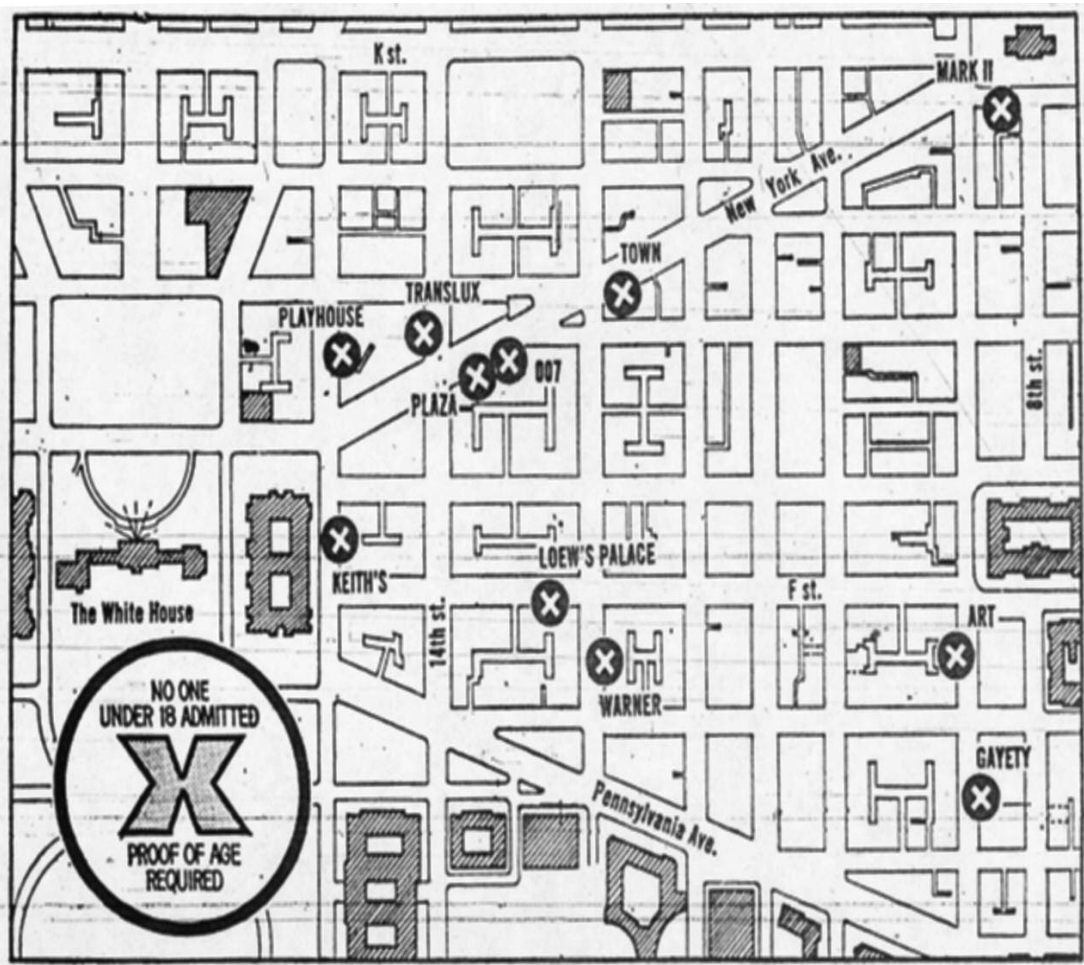 K st.
MARK II
New York Ave.
TOWN
TRANSLUX
PLAYHOUSE
007
PLAZA
8th st.
LOEW'S PALACE
KEITH'S
The White House
14th st.
F st.
ART
WARNER
NO ONE
UNDER 18 ADMITTED
X
PROOF OF AGE
REQUIRED
GAYETY
Pennsylvania Ave.